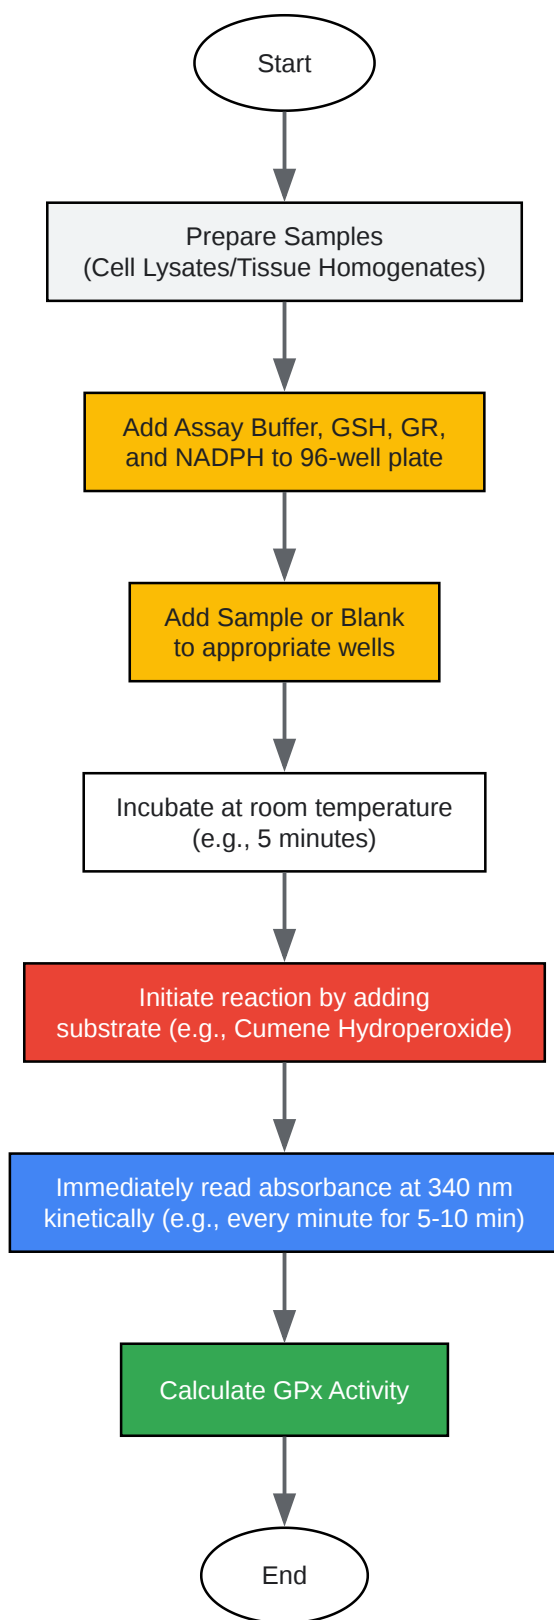 Start
Prepare Samples
(Cell Lysates/Tissue Homogenates)
Add Assay Buffer, GSH, GR,
and NADPH to 96-well plate
Add Sample or Blank
to appropriate wells
Incubate at room temperature
(e.g., 5 minutes)
Initiate reaction by adding
substrate (e.g., Cumene Hydroperoxide)
Immediately read absorbance at 340 nm
kinetically (e.g., every minute for 5-10 min)
Calculate GPx Activity
End